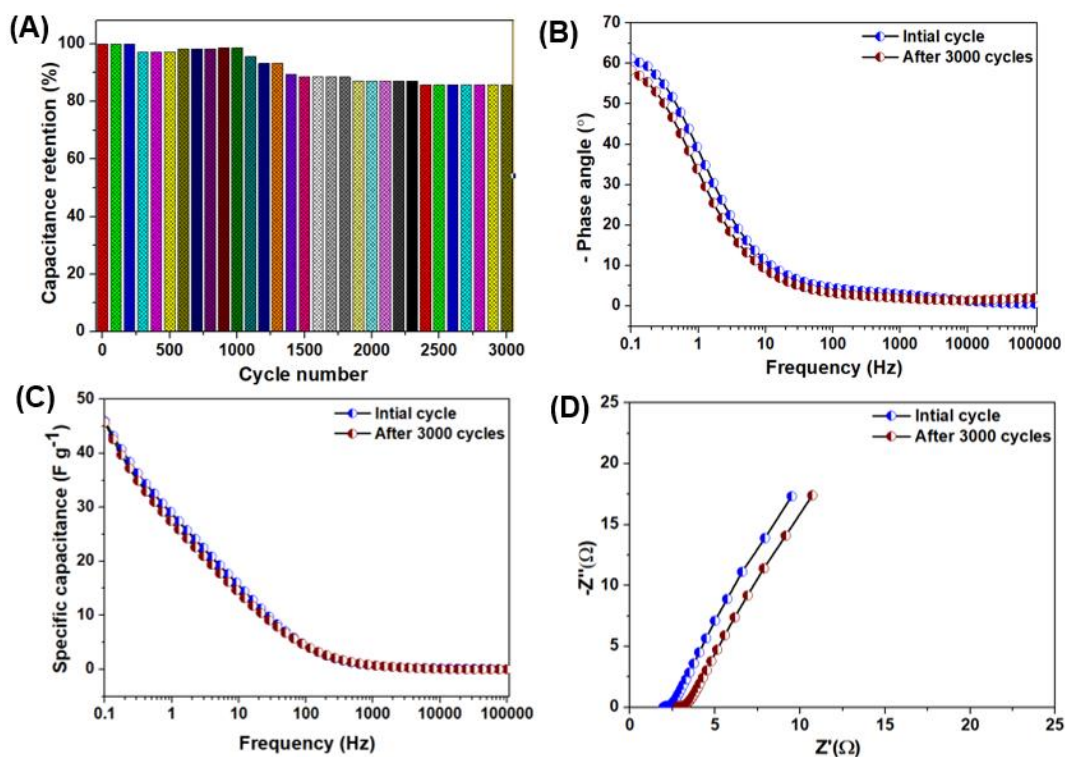 (A)
Capacitance retention (%)
100
80
60
40
20
0
0 500 1000 1500 2000 2500 3000
Cycle number
(B)
Intial cycle
After 3000 cycles
- Phase angle (°)
70
60
50
40
30
20
10
0
0.1 1 10 100 1000 10000 100000
Frequency (Hz)
(C)
Intial cycle
After 3000 cycles
Specific capacitance (F g-1)
50
40
30
20
10
0
0.1 1 10 100 1000 10000 100000
Frequency (Hz)
(D)
Intial cycle
After 3000 cycles
-Z''(Ω)
25
20
15
10
5
0
0 5 10 15 20 25
Z'(Ω)